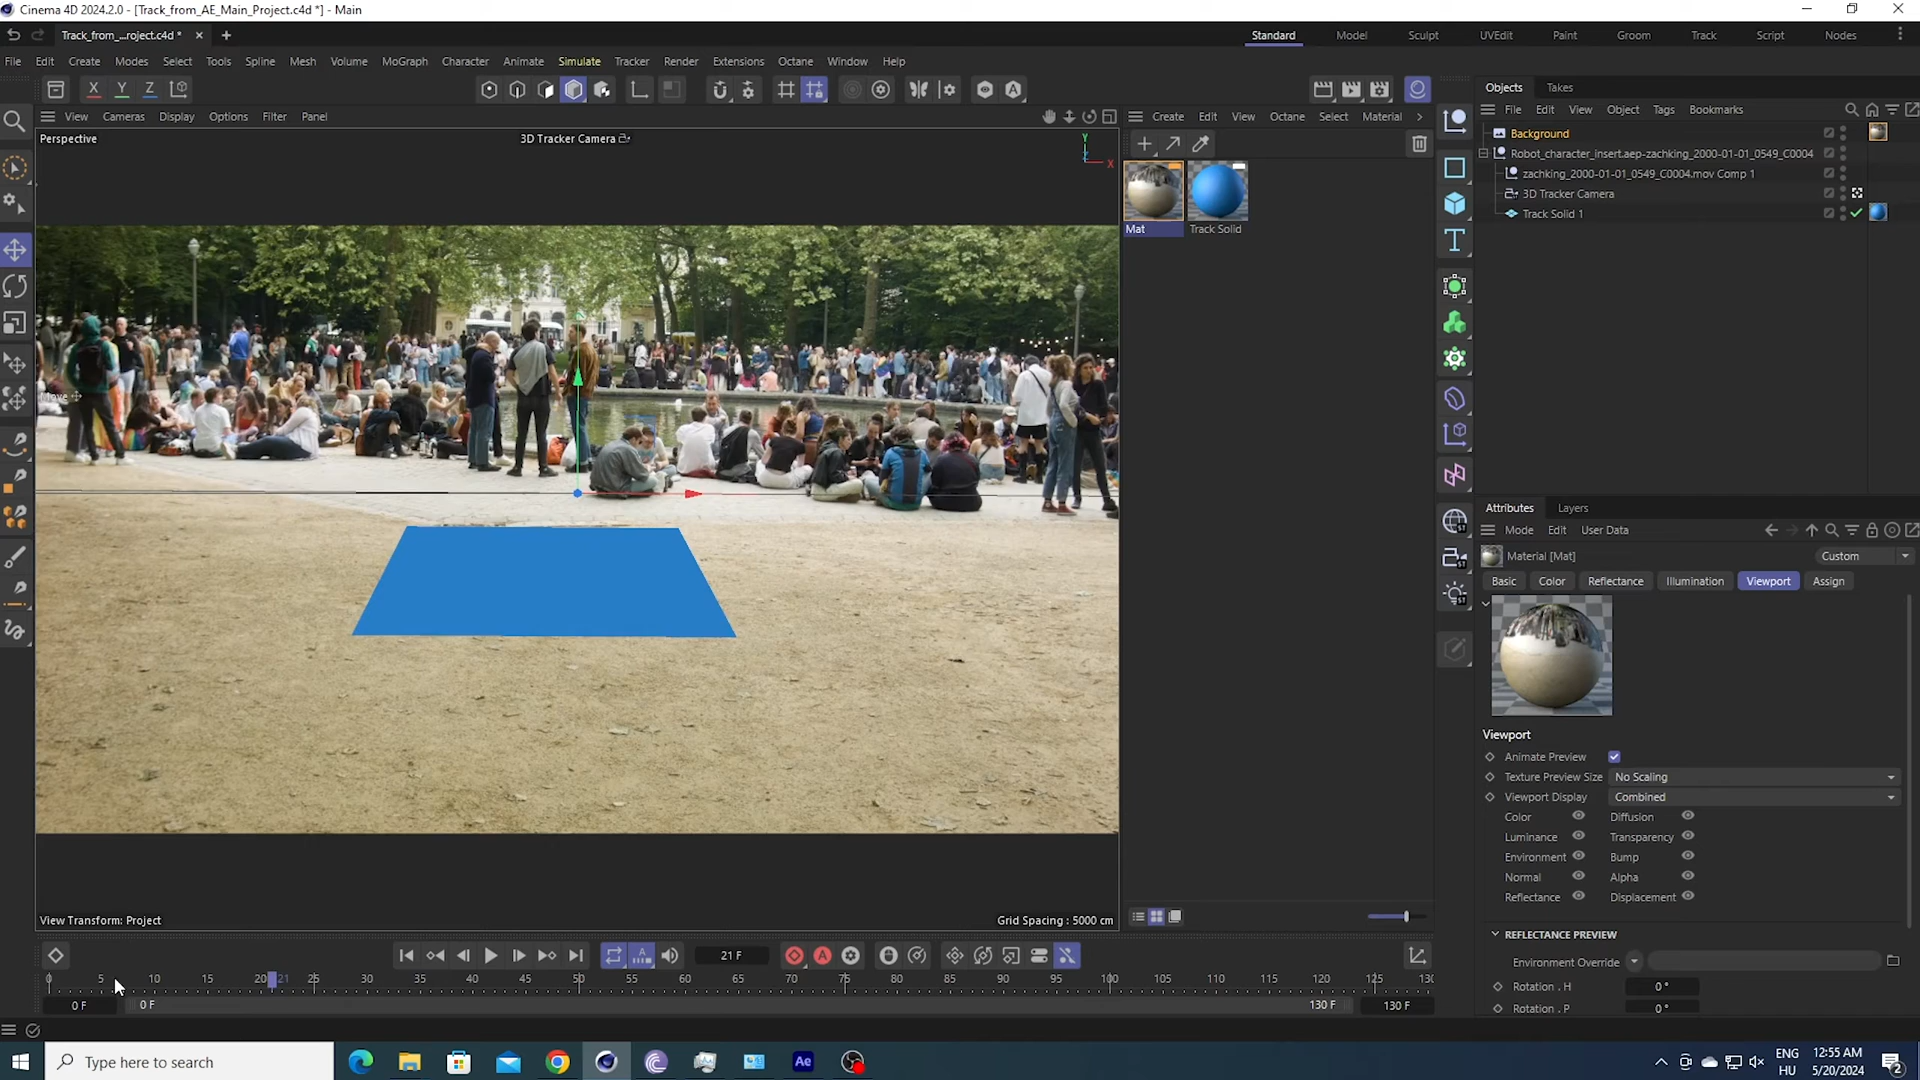 Cinema 4D 2024.2.0 - [Track_from_AE_Main_Project.c4d *] - Main
Track_from_...roject.c4d *
Standard Model Sculpt UVEdit Paint Groom Track Script Nodes
File Edit Create Modes Select Tools Spline Mesh Volume MoGraph Character Animate Simulate Tracker Render Extensions Octane Window Help
X Y Z
Objects Takes
File Edit View Object Tags Bookmarks
View Cameras Display Options Filter Panel
Create Edit View Octane Select Material
Perspective
3D Tracker Camera
Y
Z
X
Mat
Track Solid
Background
Robot_character_insert.aep-zachking_2000-01-01_0549_C0004
zachking_2000-01-01_0549_C0004.mov Comp 1
3D Tracker Camera
Track Solid 1
Move
Attributes Layers
Mode Edit User Data
Material [Mat]
Custom
Basic Color Reflectance Illumination Viewport Assign
Viewport
Animate Preview
Texture Preview Size No Scaling
Viewport Display Combined
Color Diffusion
Luminance Transparency
Environment Bump
Normal Alpha
Reflectance Displacement
REFLECTANCE PREVIEW
Environment Override
Rotation . H 0 °
Rotation . P 0 °
View Transform: Project
Grid Spacing : 5000 cm
21 F
0 5 10 15 20 21 25 30 35 40 45 50 55 60 65 70 75 80 85 90 95 100 105 110 115 120 125 130
0 F 0 F 130 F 130 F
Type here to search
Ae
ENG
HU
12:55 AM
5/20/2024
2